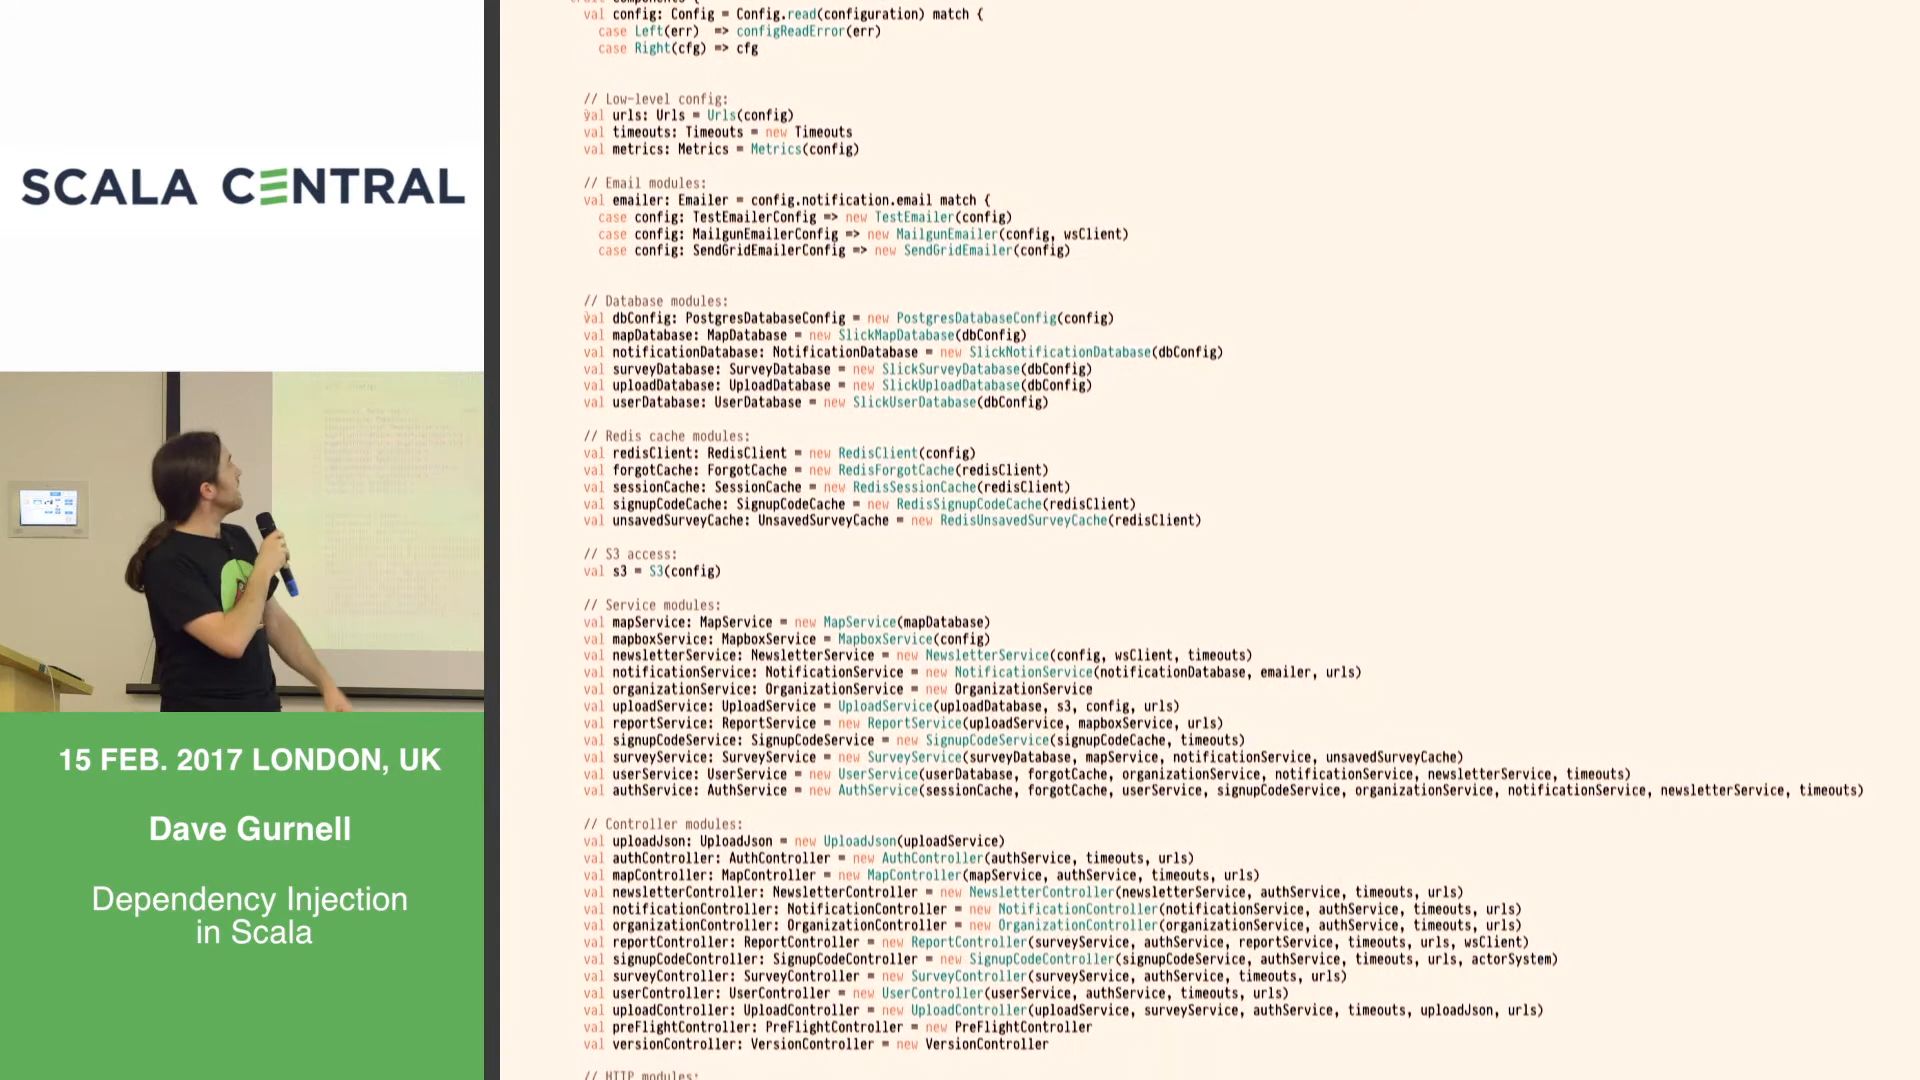 SCALA CENTRAL
15 FEB. 2017 LONDON, UK
Dave Gurnell
Dependency Injection
in Scala
val config: Config = Config.read(configuration) match {
case Left(err)  => configReadError(err)
case Right(cfg) => cfg
// Low-level config:
val urls: Urls = Urls(config)
val timeouts: Timeouts = new Timeouts
val metrics: Metrics = Metrics(config)
// Email modules:
val emailer: Emailer = config.notification.email match {
case config: TestEmailerConfig => new TestEmailer(config)
case config: MailgunEmailerConfig => new MailgunEmailer(config, wsClient)
case config: SendGridEmailerConfig => new SendGridEmailer(config)
// Database modules:
val dbConfig: PostgresDatabaseConfig = new PostgresDatabaseConfig(config)
val mapDatabase: MapDatabase = new SlickMapDatabase(dbConfig)
val notificationDatabase: NotificationDatabase = new SlickNotificationDatabase(dbConfig)
val surveyDatabase: SurveyDatabase = new SlickSurveyDatabase(dbConfig)
val uploadDatabase: UploadDatabase = new SlickUploadDatabase(dbConfig)
val userDatabase: UserDatabase = new SlickUserDatabase(dbConfig)
// Redis cache modules:
val redisClient: RedisClient = new RedisClient(config)
val forgotCache: ForgotCache = new RedisForgotCache(redisClient)
val sessionCache: SessionCache = new RedisSessionCache(redisClient)
val signupCodeCache: SignupCodeCache = new RedisSignupCodeCache(redisClient)
val unsavedSurveyCache: UnsavedSurveyCache = new RedisUnsavedSurveyCache(redisClient)
// S3 access:
val s3 = S3(config)
// Service modules:
val mapService: MapService = new MapService(mapDatabase)
val mapboxService: MapboxService = MapboxService(config)
val newsletterService: NewsletterService = new NewsletterService(config, wsClient, timeouts)
val notificationService: NotificationService = new NotificationService(notificationDatabase, emailer, urls)
val organizationService: OrganizationService = new OrganizationService
val uploadService: UploadService = UploadService(uploadDatabase, s3, config, urls)
val reportService: ReportService = new ReportService(uploadService, mapboxService, urls)
val signupCodeService: SignupCodeService = new SignupCodeService(signupCodeCache, timeouts)
val surveyService: SurveyService = new SurveyService(surveyDatabase, mapService, notificationService, unsavedSurveyCache)
val userService: UserService = new UserService(userDatabase, forgotCache, organizationService, notificationService, newsletterService, timeouts)
val authService: AuthService = new AuthService(sessionCache, forgotCache, userService, signupCodeService, organizationService, notificationService, newsletterService, timeouts)
// Controller modules:
val uploadJson: UploadJson = new UploadJson(uploadService)
val authController: AuthController = new AuthController(authService, timeouts, urls)
val mapController: MapController = new MapController(mapService, authService, timeouts, urls)
val newsletterController: NewsletterController = new NewsletterController(newsletterService, authService, timeouts, urls)
val notificationController: NotificationController = new NotificationController(notificationService, authService, timeouts, urls)
val organizationController: OrganizationController = new OrganizationController(organizationService, authService, timeouts, urls)
val reportController: ReportController = new ReportController(surveyService, authService, reportService, timeouts, urls, wsClient)
val signupCodeController: SignupCodeController = new SignupCodeController(signupCodeService, authService, timeouts, urls, actorSystem)
val surveyController: SurveyController = new SurveyController(surveyService, authService, timeouts, urls)
val userController: UserController = new UserController(userService, authService, timeouts, urls)
val uploadController: UploadController = new UploadController(uploadService, surveyService, authService, timeouts, uploadJson, urls)
val preFlightController: PreFlightController = new PreFlightController
val versionController: VersionController = new VersionController
// HTTP modules: